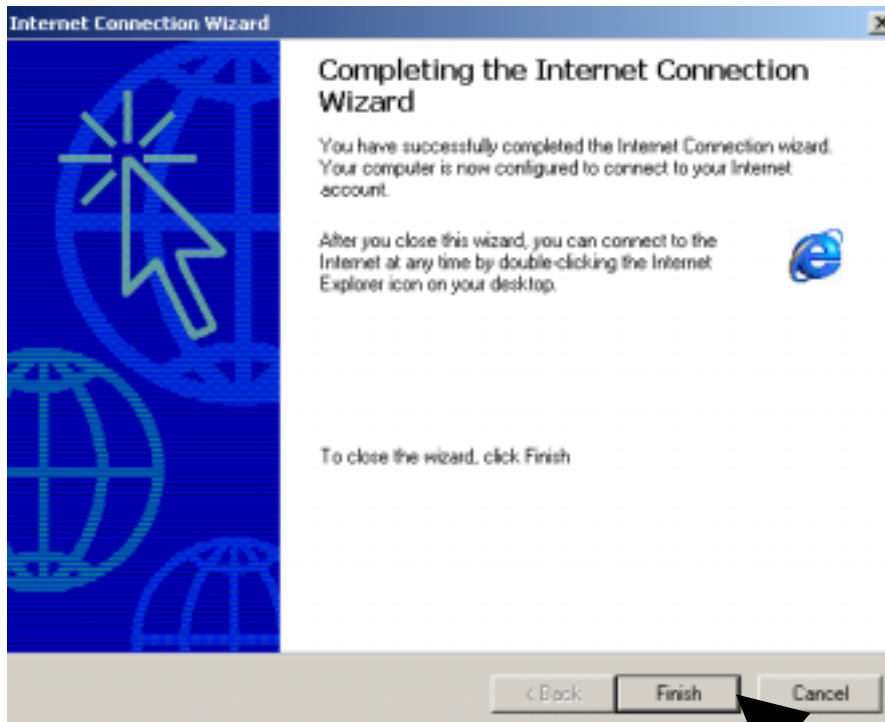 Internet Connection Wizard
Completing the Internet Connection
Wizard
You have successfully completed the Internet Connection wizard.
Your computer is now configured to connect to your Internet
account.
After you close this wizard, you can connect to the
Internet at any time by double-clicking the Internet
Explorer icon on your desktop.
To close the wizard, click Finish
< Back
Finish
Cancel